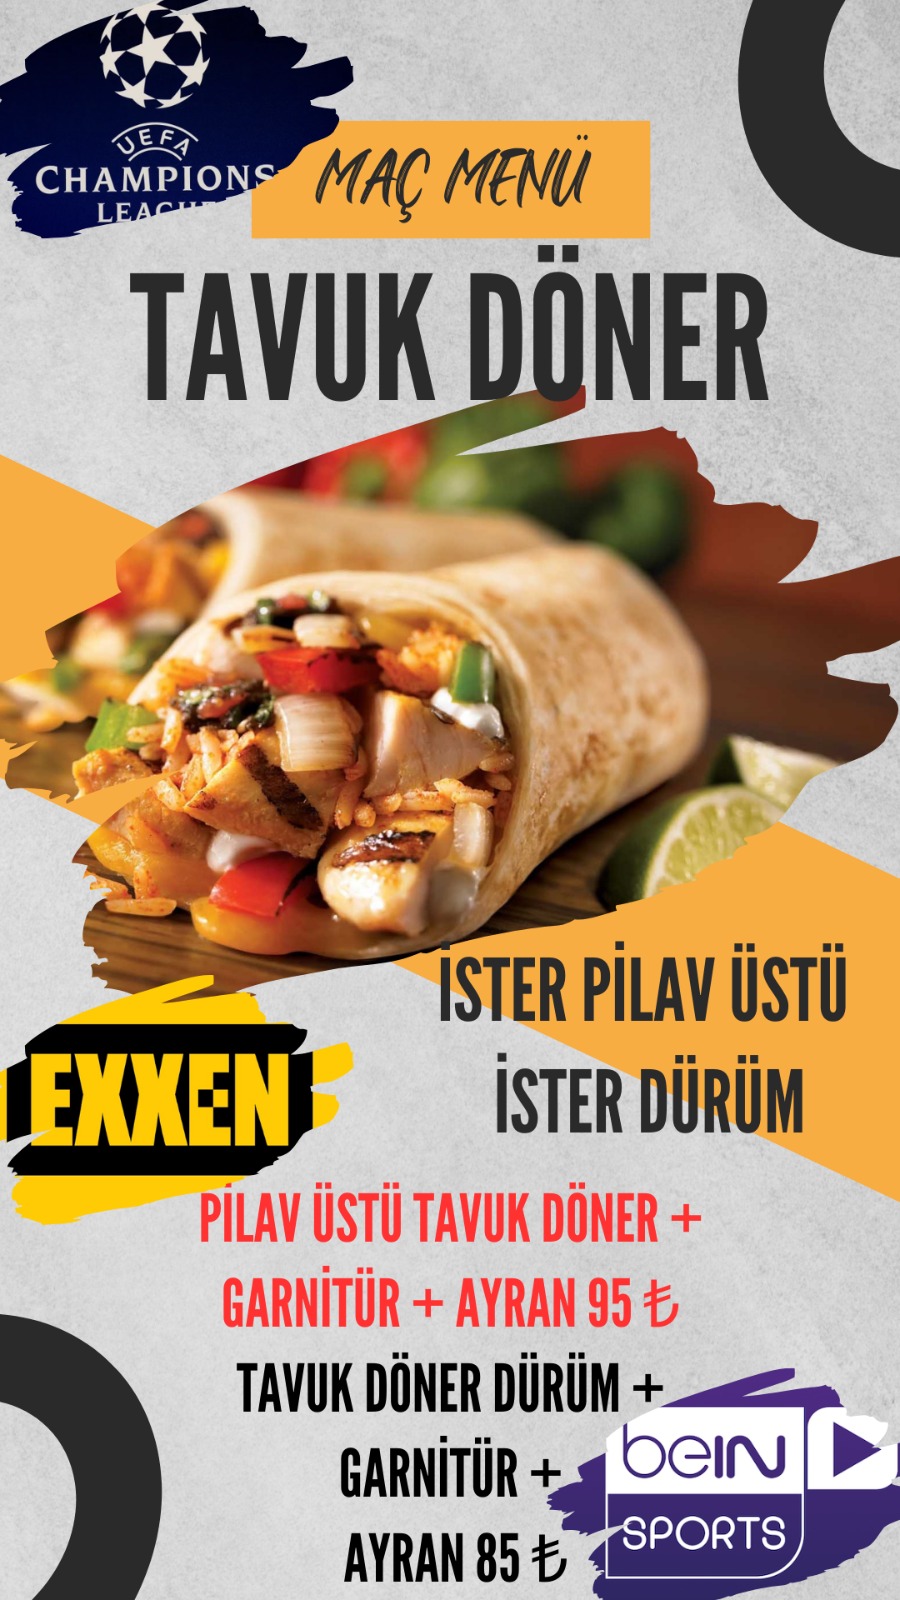 UEFA
CHAMPIONS
LEAGUE
MAÇ MENÜ
TAVUK DÖNER
İSTER PİLAV ÜSTÜ
İSTER DÜRÜM
EXXEN
PİLAV ÜSTÜ TAVUK DÖNER +
GARNİTÜR + AYRAN 95 ₺
TAVUK DÖNER DÜRÜM +
GARNİTÜR +
AYRAN 85 ₺
beIN
SPORTS